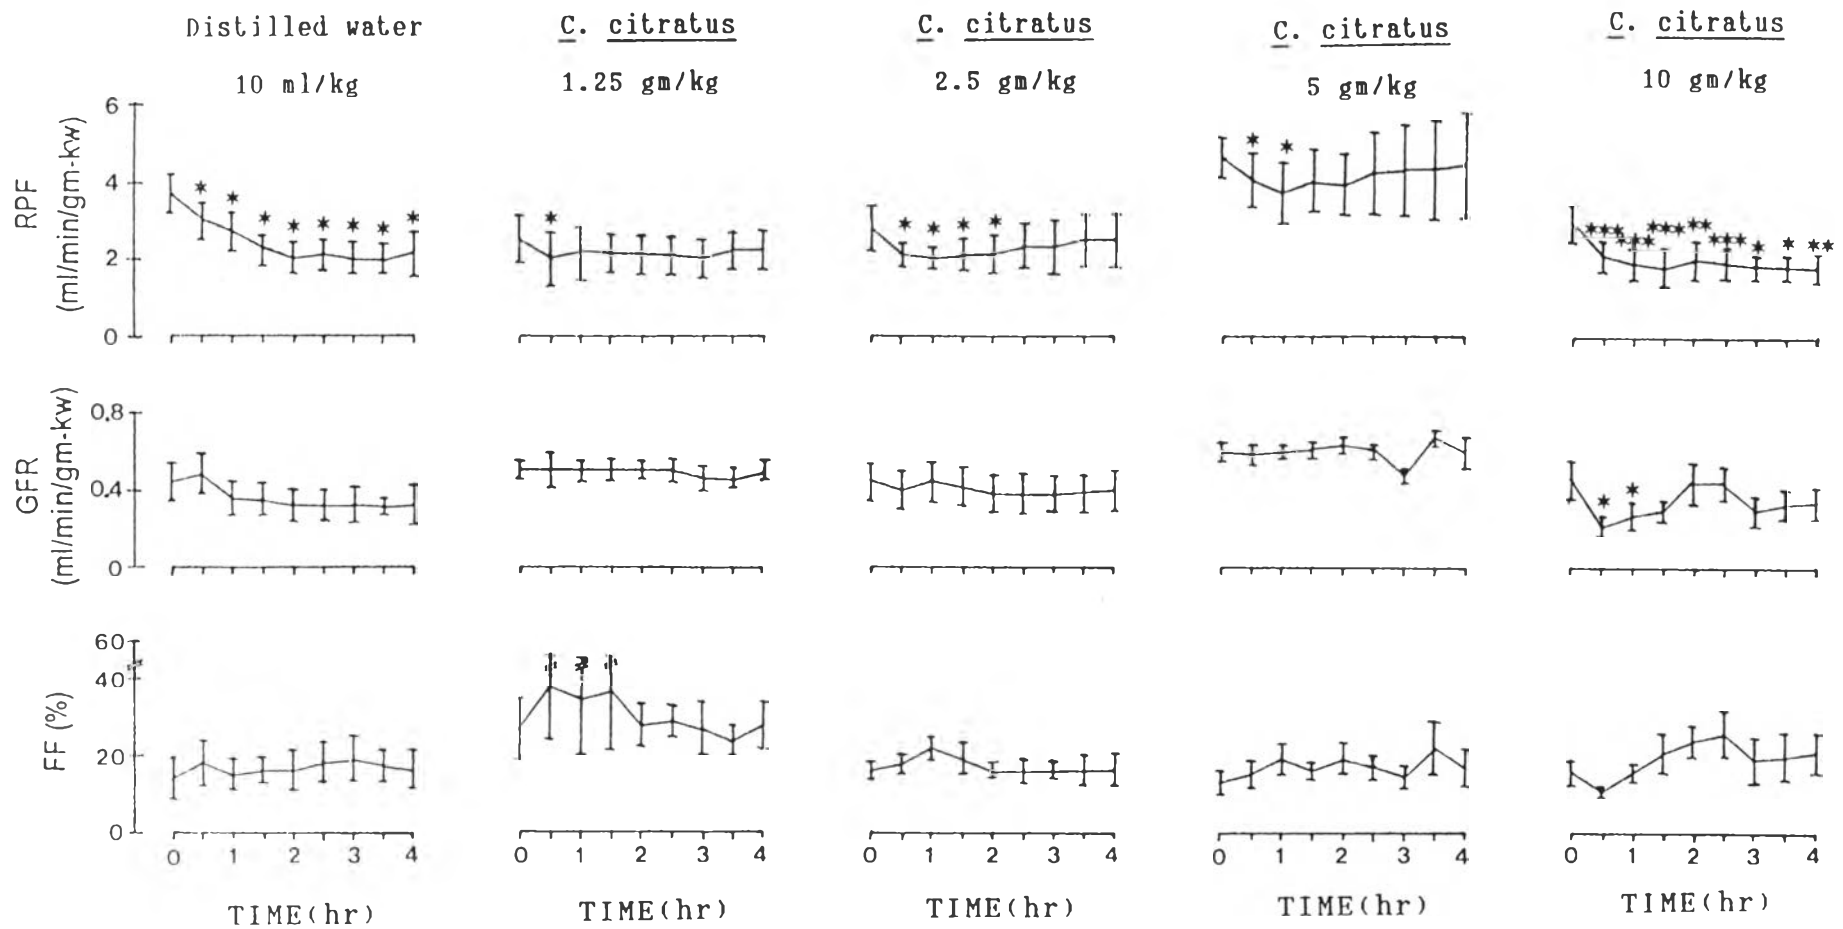 Distilled water
10 ml/kg
C. citratus
1.25 gm/kg
C. citratus
2.5 gm/kg
C. citratus
5 gm/kg
C. citratus
10 gm/kg
RPF
(ml/min/gm-kw)
6
4
2
0
* * * * * * * *
*
* * * *
* *
*** *** *** ** *** * * **
GFR
(ml/min/gm-kw)
0.8
0.4
0
* *
FF (%)
60
40
20
0
0 1 2 3 4
0 1 2 3 4
0 1 2 3 4
0 1 2 3 4
0 1 2 3 4
TIME(hr)
TIME(hr)
TIME(hr)
TIME(hr)
TIME(hr)